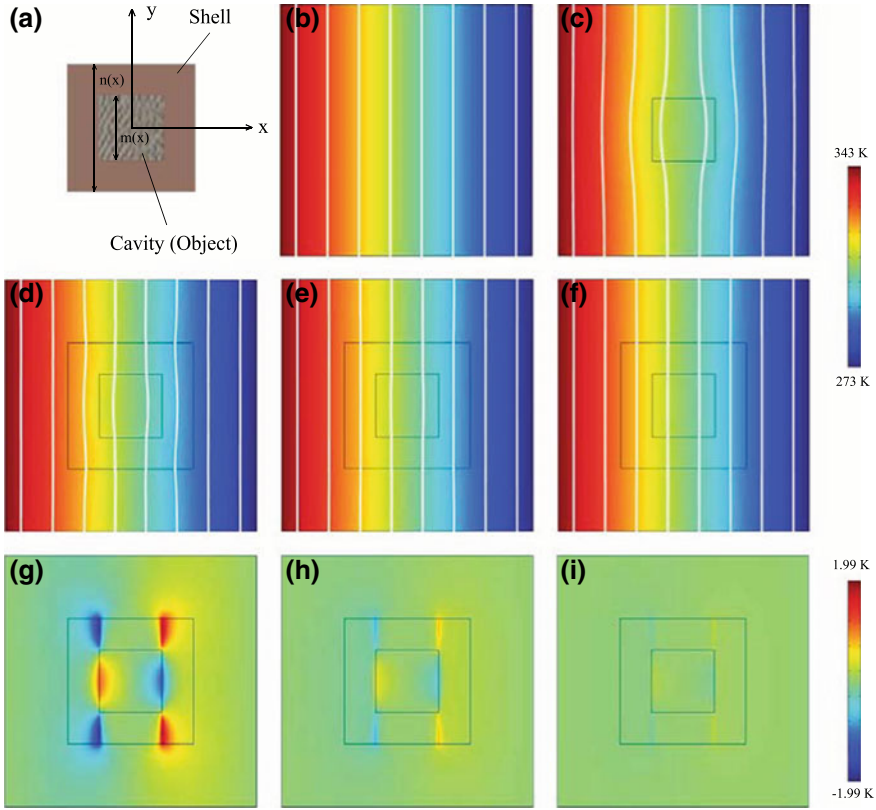 (a)
y
Shell
n(x)
m(x)
x
Cavity (Object)
(b)
(c)
343 K
273 K
(d)
(e)
(f)
(g)
(h)
(i)
1.99 K
-1.99 K